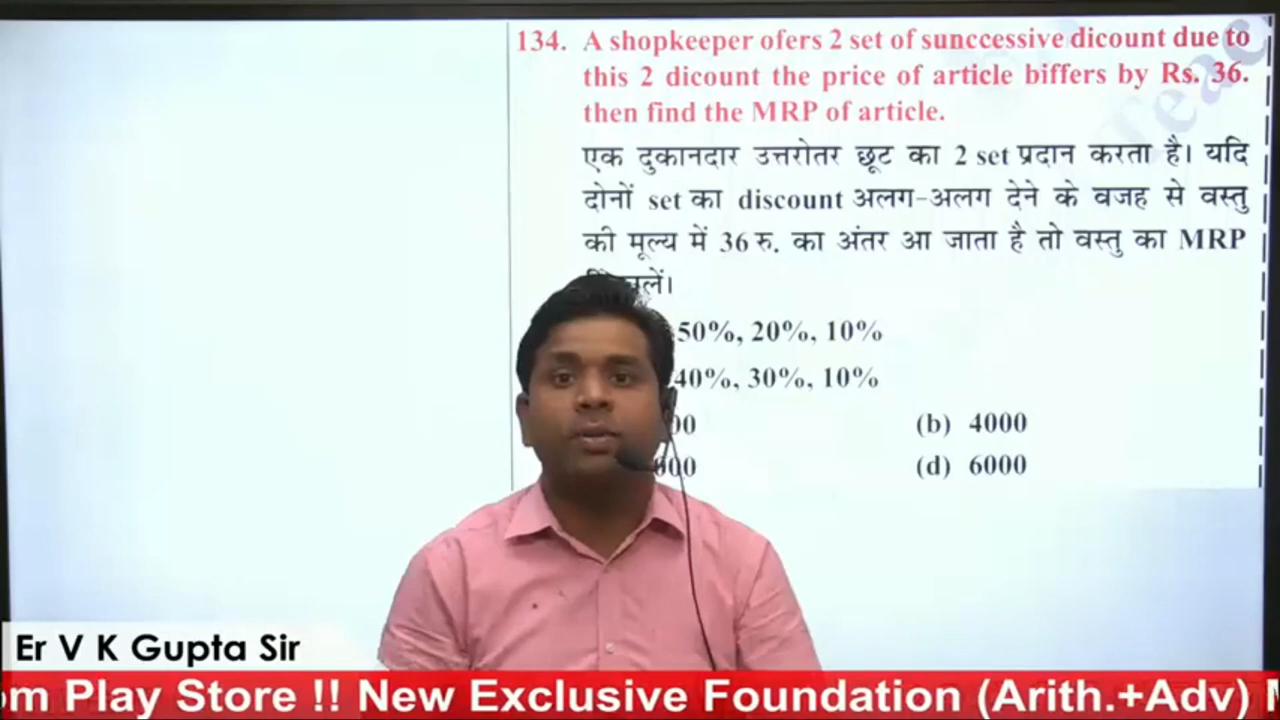 134. A shopkeeper ofers 2 set of sunccessive dicount due to
this 2 dicount the price of article biffers by Rs. 36.
then find the MRP of article.
एक दुकानदार उत्तरोतर छूट का 2 set प्रदान करता है। यदि
दोनों set का discount अलग-अलग देने के वजह से वस्तु
की मूल्य में 36 रु. का अंतर आ जाता है तो वस्तु का MRP
50%, 20%, 10%
40%, 30%, 10%
(b) 4000
(d) 6000
Er V K Gupta Sir
om Play Store !! New Exclusive Foundation (Arith.+Adv)